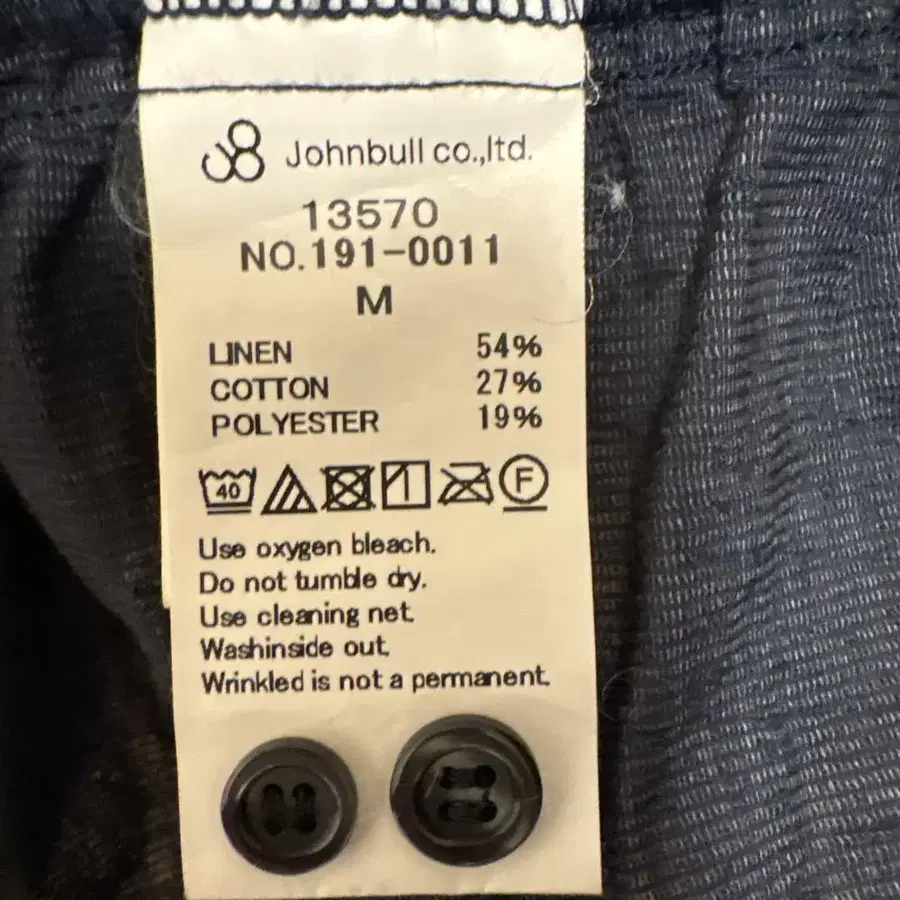 Johnbull co.,ltd.
13570
NO.191-0011
M
LINEN 54%
COTTON 27%
POLYESTER 19%
40 F
Use oxygen bleach.
Do not tumble dry.
Use cleaning net.
Washinside out.
Wrinkled is not a permanent.